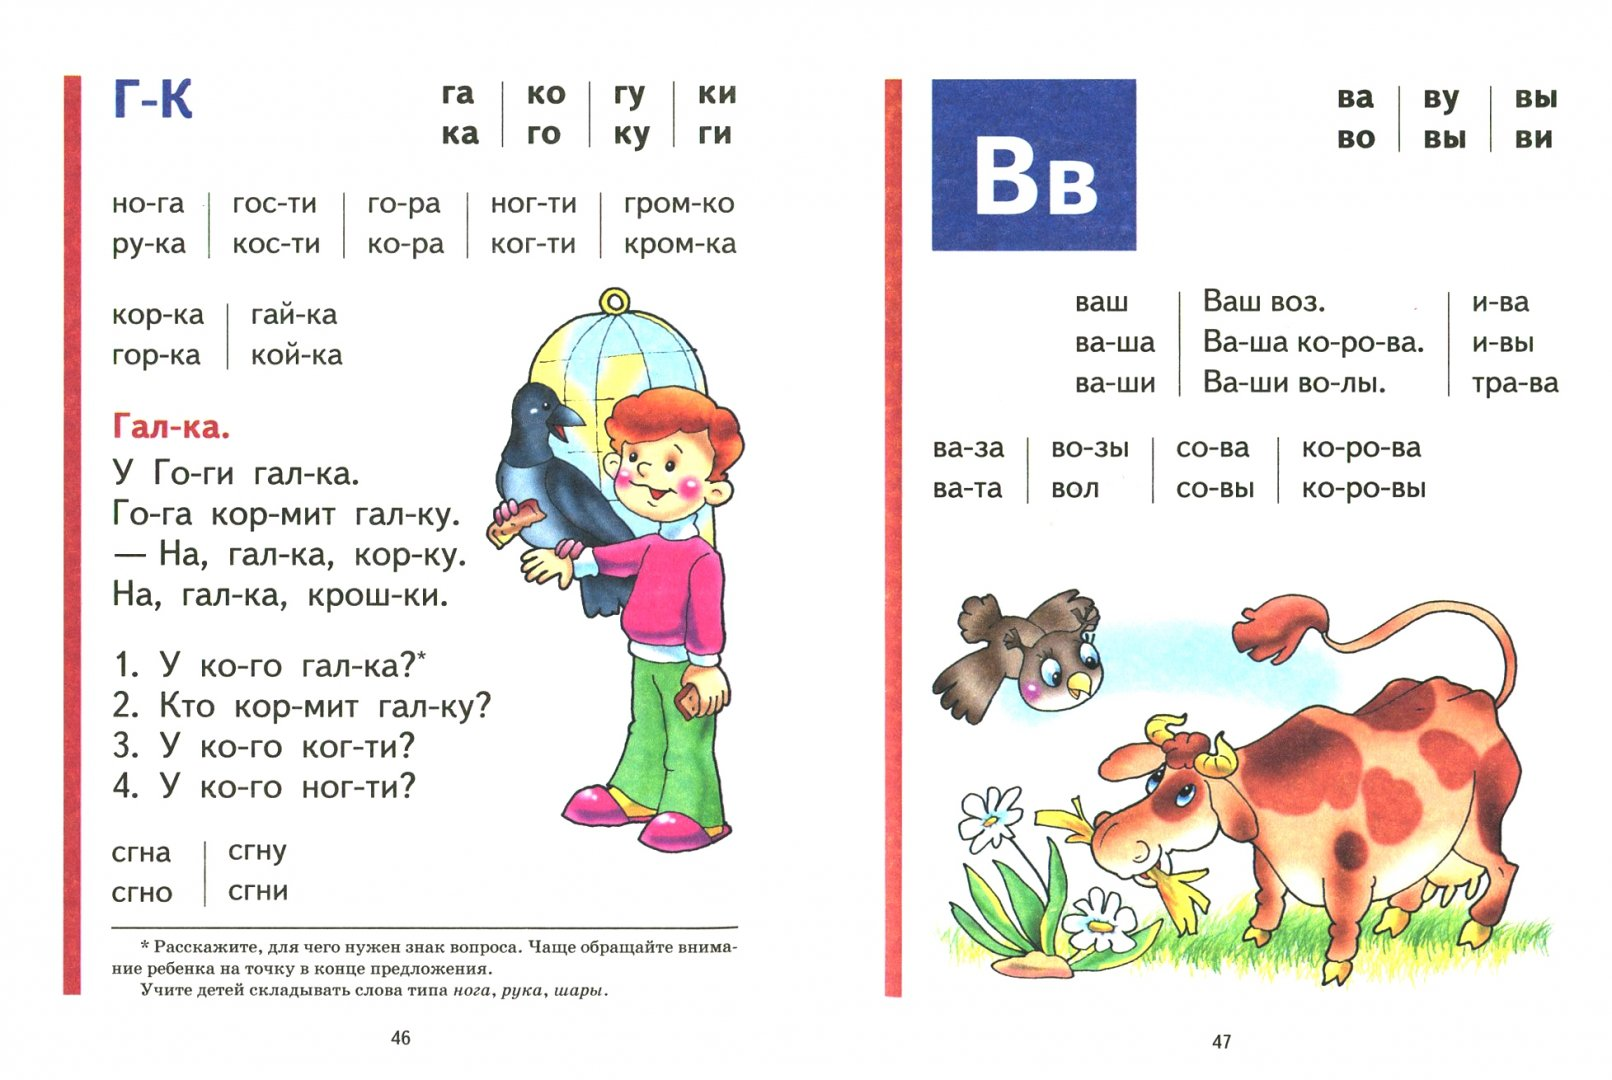 Г-К
га ко гу ки
ка го ку ги
но-га гос-ти го-ра ног-ти гром-ко
ру-ка кос-ти ко-ра ког-ти кром-ка
кор-ка гай-ка
гор-ка кой-ка
Гал-ка.
У Го-ги гал-ка.
Го-га кор-мит гал-ку.
— На, гал-ка, кор-ку.
На, гал-ка, крош-ки.
1. У ко-го гал-ка?*
2. Кто кор-мит гал-ку?
3. У ко-го ког-ти?
4. У ко-го ног-ти?
сгна сгну
сгно сгни
* Расскажите, для чего нужен знак вопроса. Чаще обращайте внима-
ние ребенка на точку в конце предложения.
Учите детей складывать слова типа нога, рука, шары.
46
Вв
ва ву вы
во вы ви
ваш Ваш воз. и-ва
ва-ша Ва-ша ко-ро-ва. и-вы
ва-ши Ва-ши во-лы. тра-ва
ва-за во-зы со-ва ко-ро-ва
ва-та вол со-вы ко-ро-вы
47